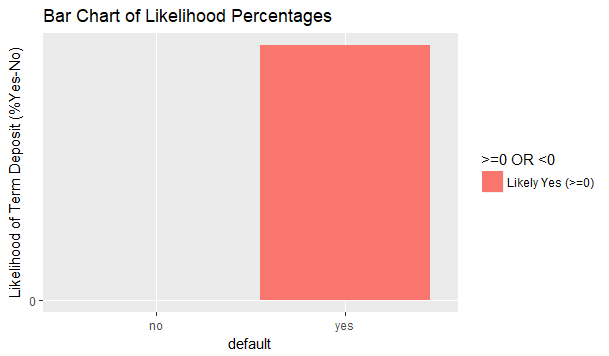 Bar Chart of Likelihood Percentages
Likelihood of Term Deposit (%Yes-No)
0
no
yes
default
>=0 OR <0
Likely Yes (>=0)